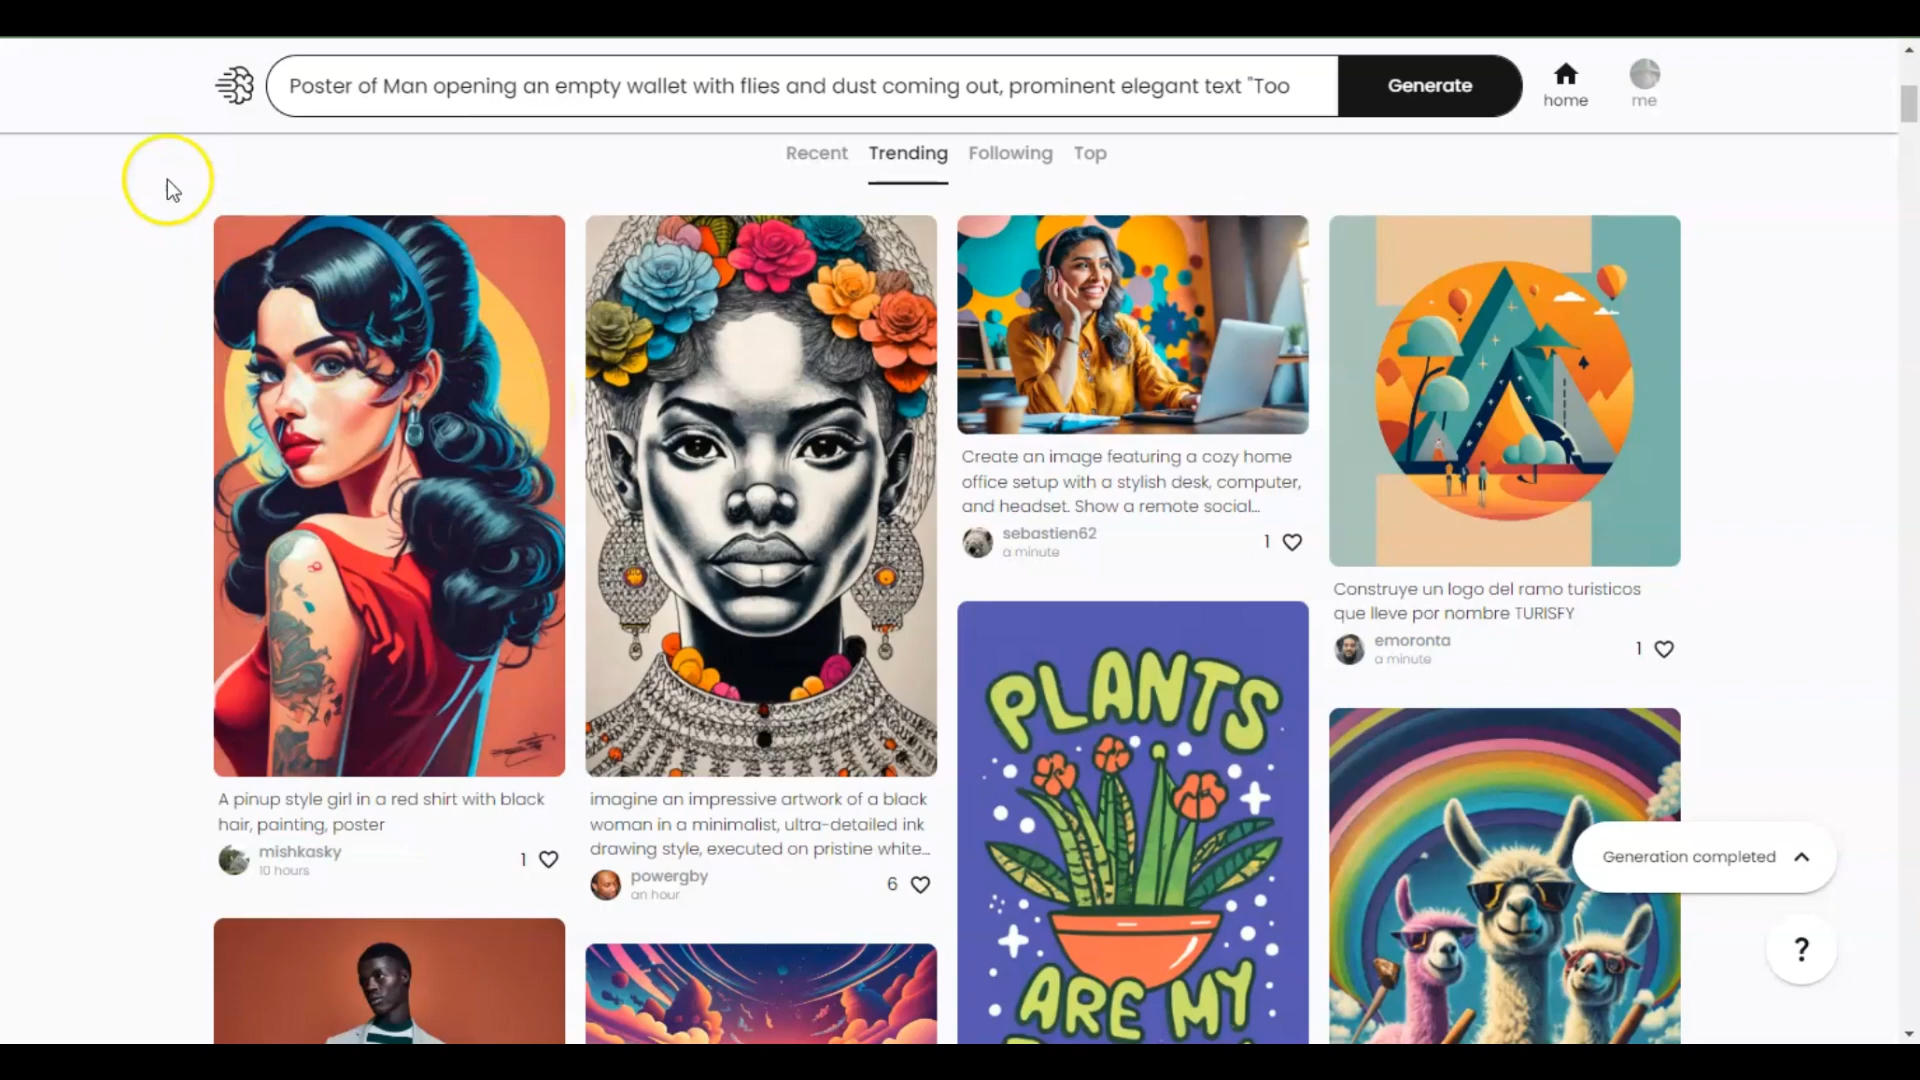 Poster of Man opening an empty wallet with flies and dust coming out, prominent elegant text "Too
Generate
home
me
Recent
Trending
Following
Top
A pinup style girl in a red shirt with black
hair, painting, poster
mishkasky
10 hours
1
imagine an impressive artwork of a black
woman in a minimalist, ultra-detailed ink
drawing style, executed on pristine white...
powergby
an hour
6
Create an image featuring a cozy home
office setup with a stylish desk, computer,
and headset. Show a remote social...
sebastien62
a minute
1
PLANTS
ARE MY
Construye un logo del ramo turisticos
que lleve por nombre TURISFY
emoronta
a minute
1
Generation completed
?